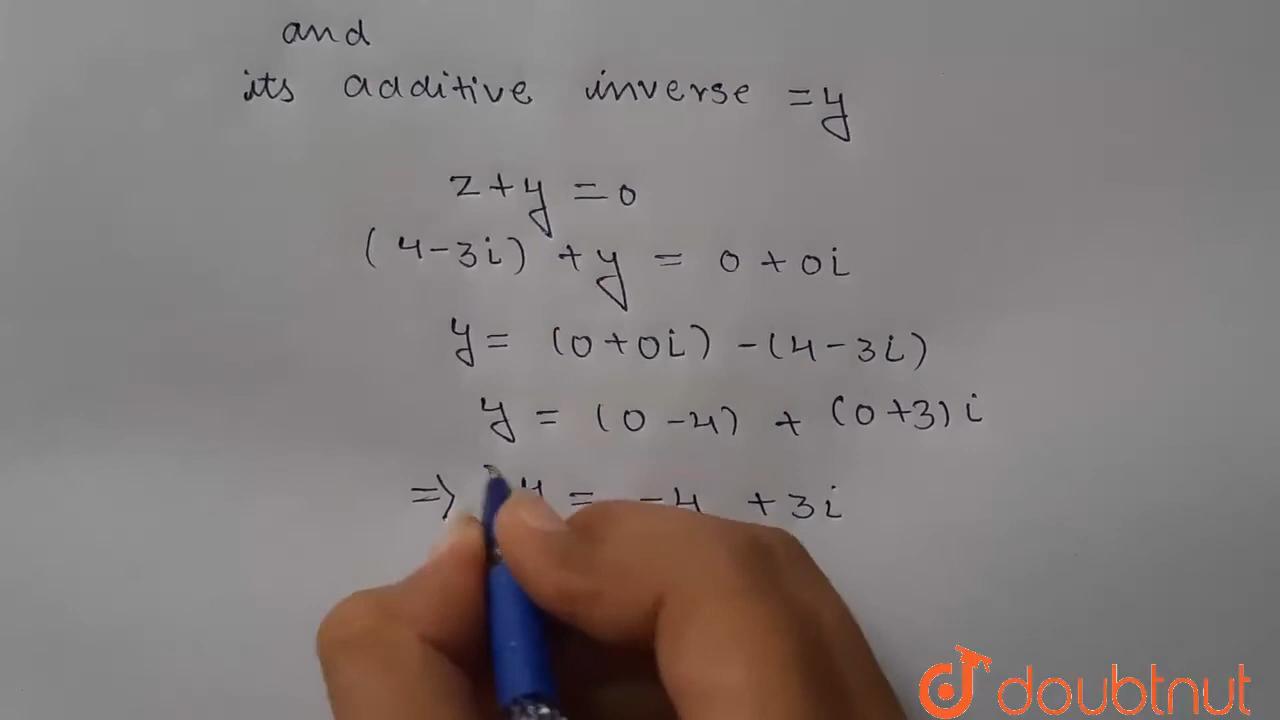 and
its additive inverse = y
z + y = 0
(4 - 3i) + y = 0 + 0i
y = (0 + 0i) - (4 - 3i)
y = (0 - 4) + (0 + 3) i
⇒ y = -4 + 3i
doubtnut